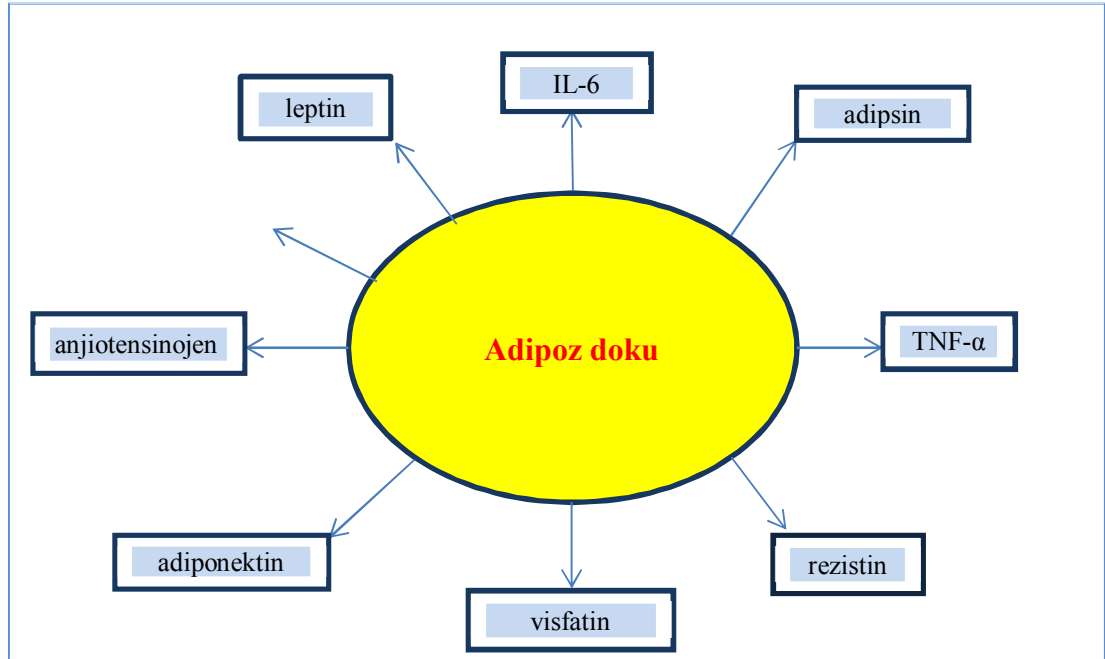 IL-6
leptin
adipsin
anjiotensinojen
Adipoz doku
TNF-α
adiponektin
rezistin
visfatin